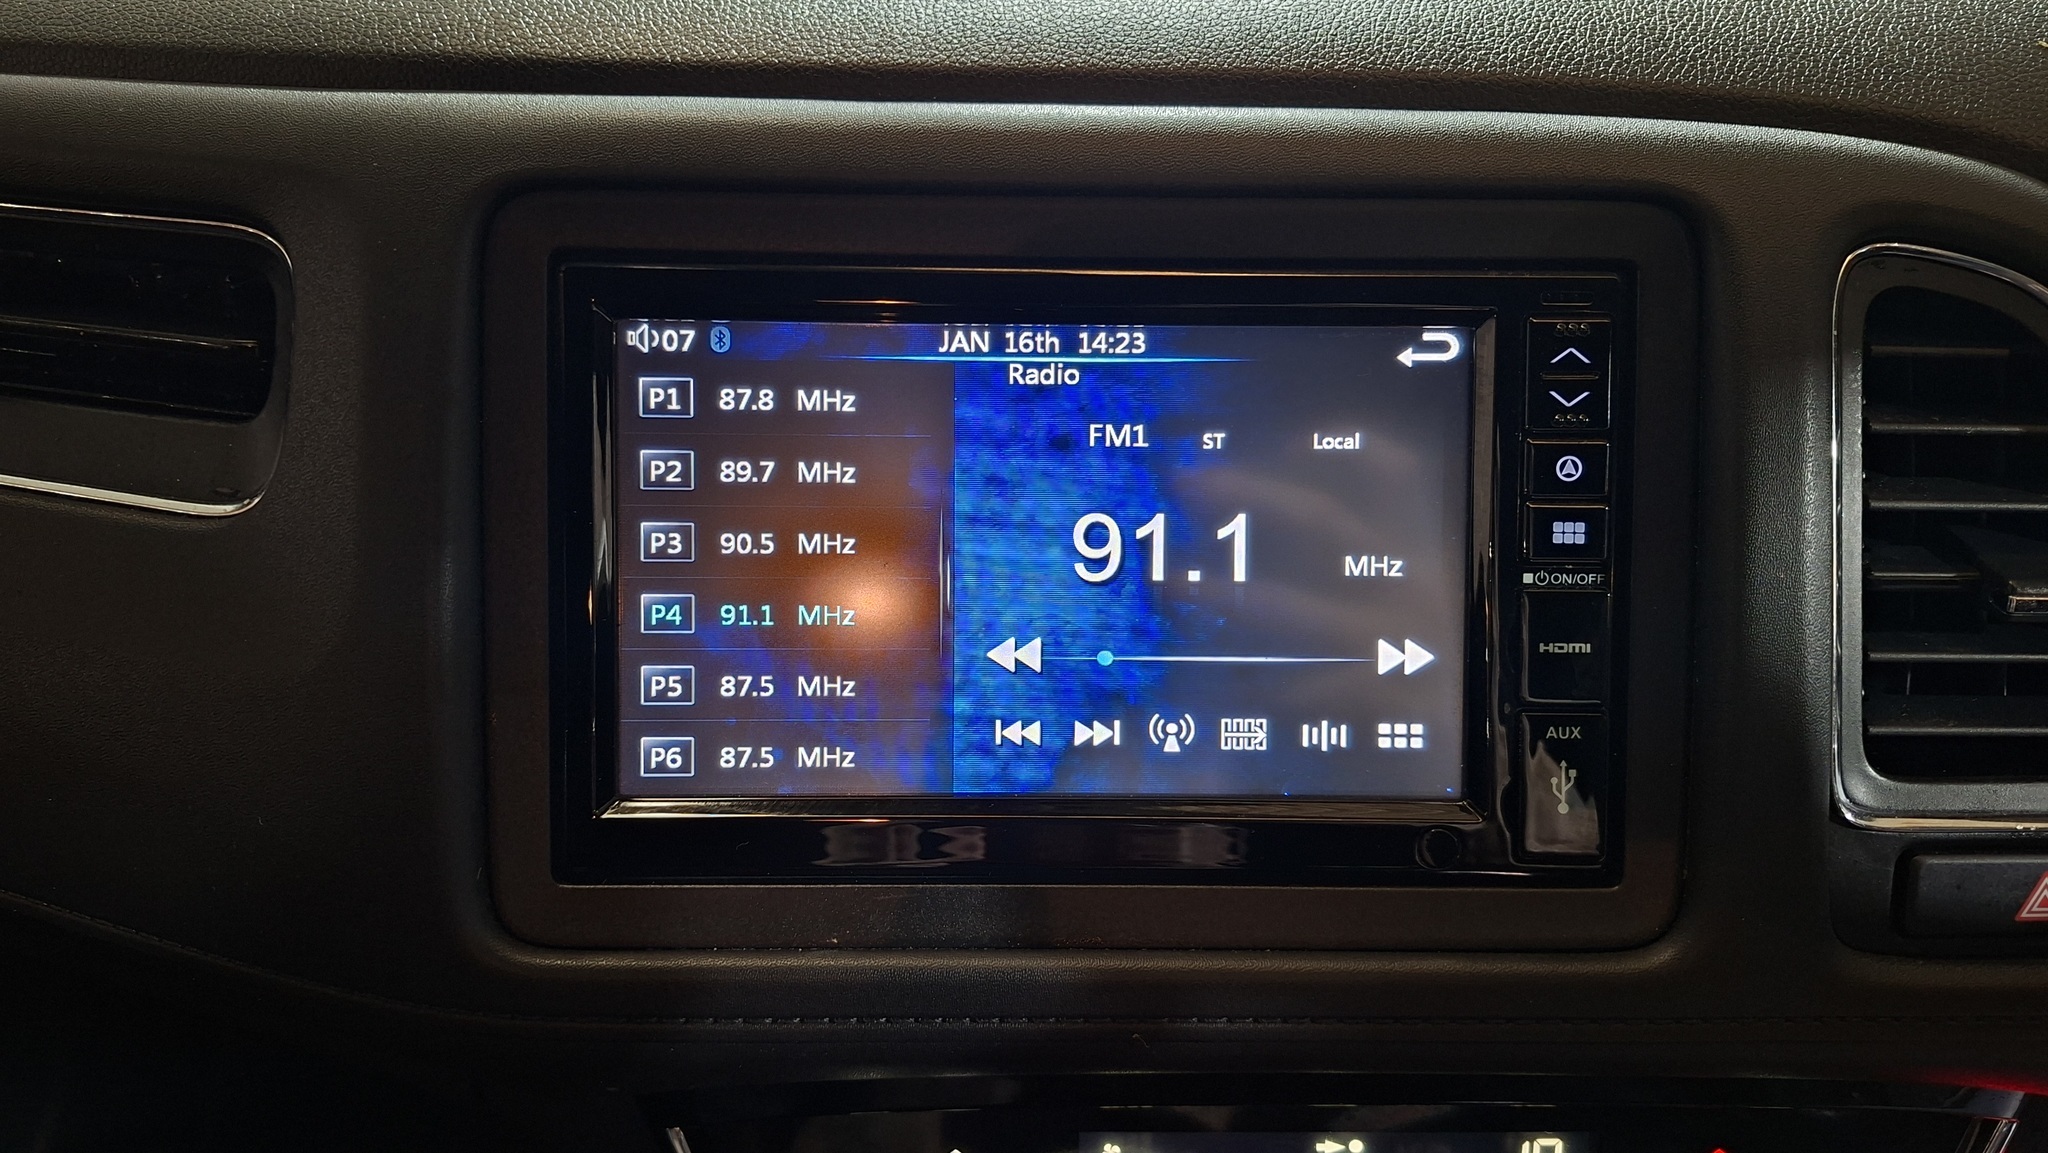 07
JAN 16th 14:23
Radio
P1 87.8 MHz
P2 89.7 MHz
P3 90.5 MHz
P4 91.1 MHz
P5 87.5 MHz
P6 87.5 MHz
FM1 ST Local
91.1 MHz
ON/OFF
HDMI
AUX